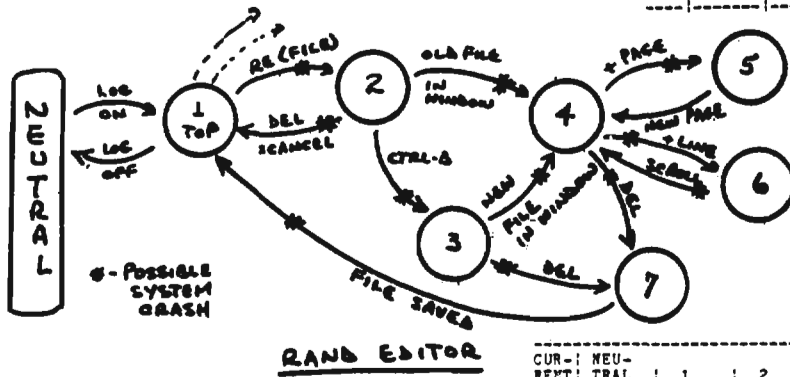 NEUTRAL
LOG
ON
LOG
OFF
1
TOP
RE (FILE)
DEL
SCANCEL
2
OLD FILE
IN
WINDOW
CTRL-D
3
NEW
FILE
IN WINDOW
DEL
4
+ PAGE
NEW PAGE
+ LINE
SCROLL
DEL
5
6
7
FILE SAVED
* - POSSIBLE
SYSTEM
CRASH
RAND EDITOR
CUR-| NEU-
RENT| TRAL | 1 | 2